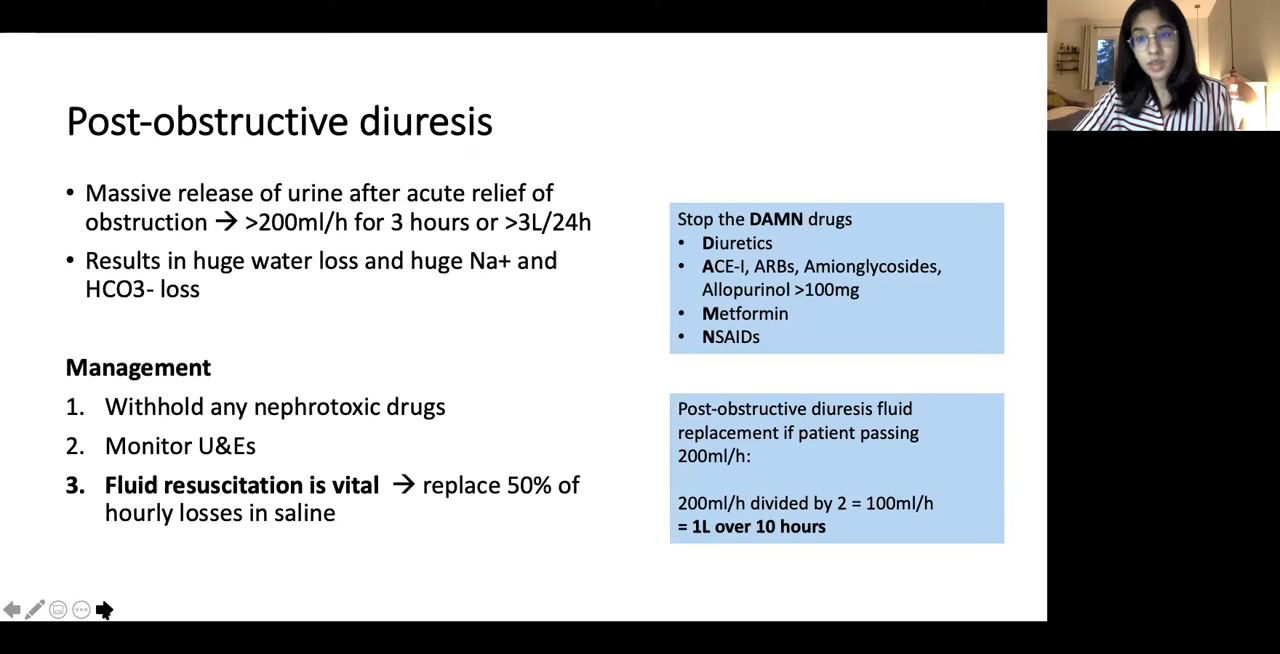 Post-obstructive diuresis
• Massive release of urine after acute relief of
obstruction → >200ml/h for 3 hours or >3L/24h
• Results in huge water loss and huge Na+ and
HCO3- loss
Management
1. Withhold any nephrotoxic drugs
2. Monitor U&Es
3. Fluid resuscitation is vital → replace 50% of
hourly losses in saline
Stop the DAMN drugs
• Diuretics
• ACE-I, ARBs, Amionglycosides,
Allopurinol >100mg
• Metformin
• NSAIDs
Post-obstructive diuresis fluid
replacement if patient passing
200ml/h:
200ml/h divided by 2 = 100ml/h
= 1L over 10 hours